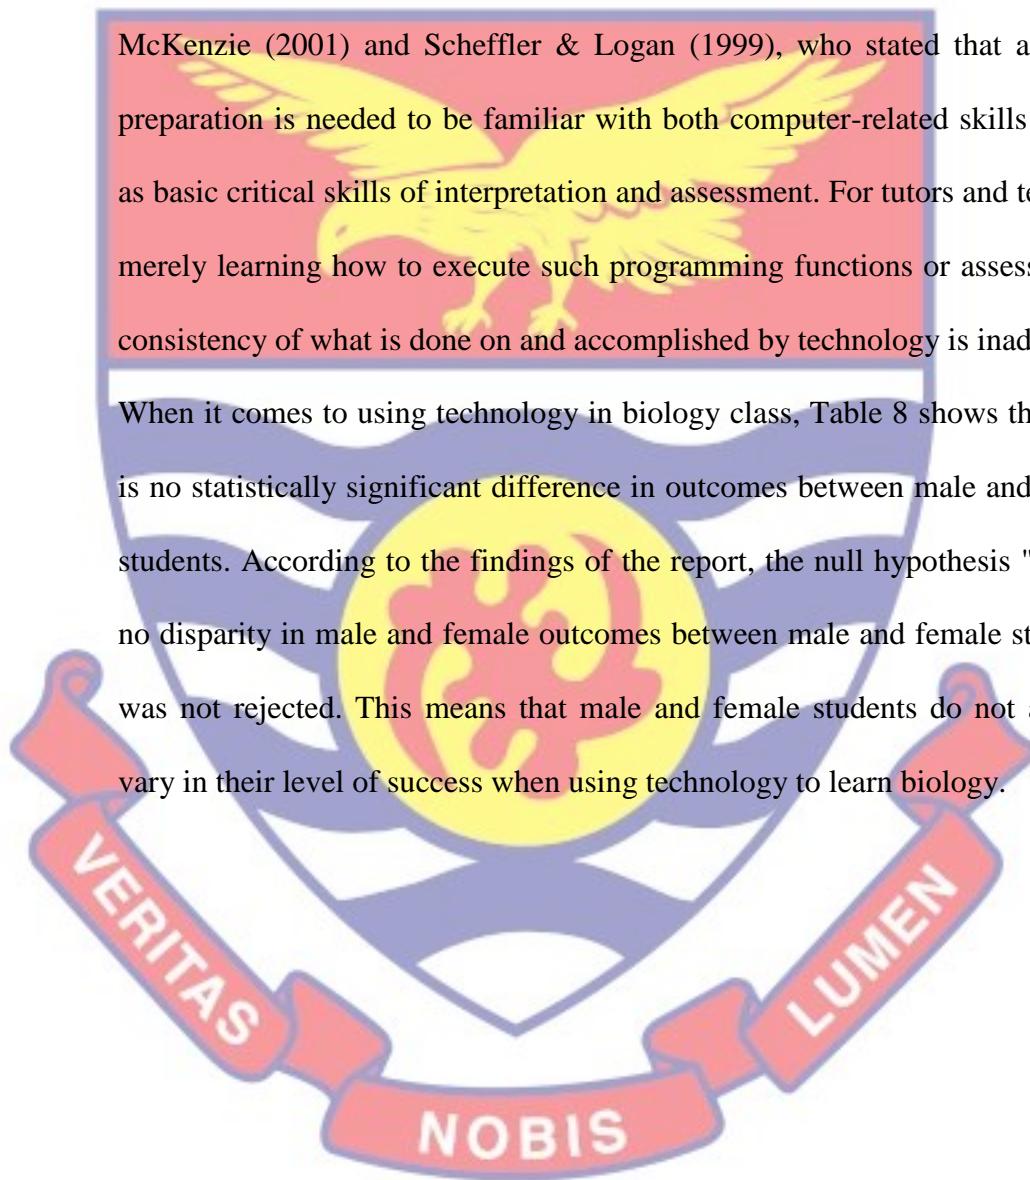 McKenzie (2001) and Scheffler & Logan (1999), who stated that a
preparation is needed to be familiar with both computer-related skills
as basic critical skills of interpretation and assessment. For tutors and te
merely learning how to execute such programming functions or assess
consistency of what is done on and accomplished by technology is inad
When it comes to using technology in biology class, Table 8 shows th
is no statistically significant difference in outcomes between male and
students. According to the findings of the report, the null hypothesis "
no disparity in male and female outcomes between male and female st
was not rejected. This means that male and female students do not a
vary in their level of success when using technology to learn biology.
VERITAS
NOBIS
LUMEN